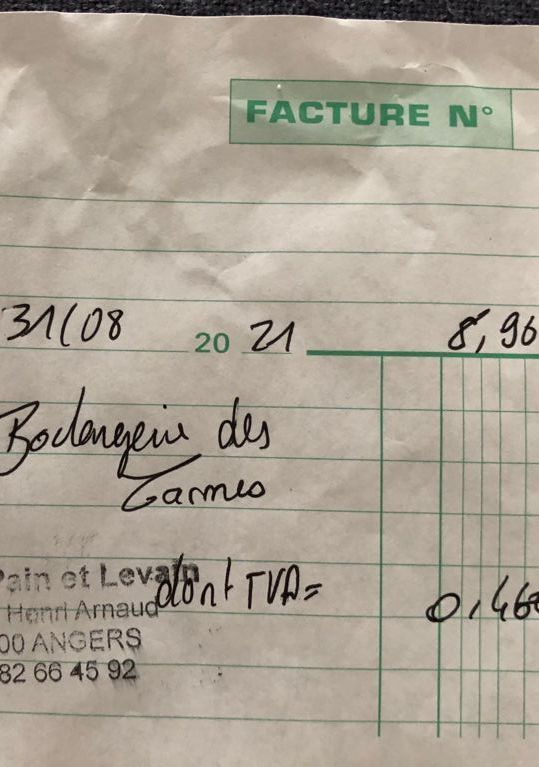 FACTURE N°
31/08 20 21 8,96
Boulangerie des
Carmes
Pain et Levain
dont TVA= 0,46
Henri Arnaud
00 ANGERS
82 66 45 92